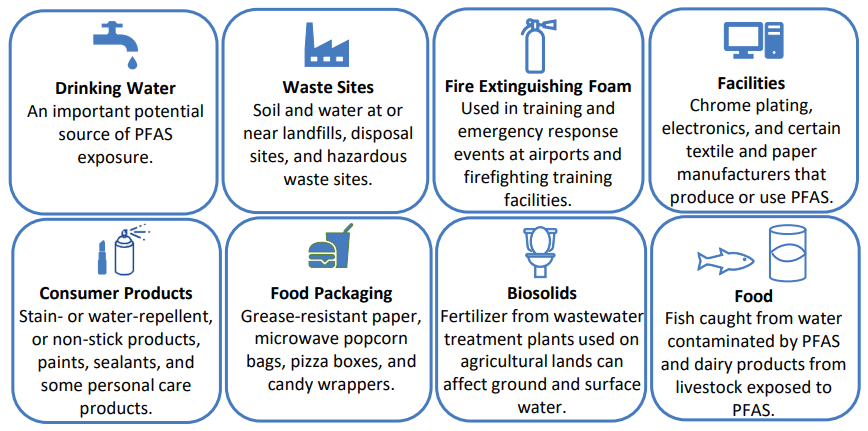 Drinking Water
An important potential
source of PFAS
exposure.
Waste Sites
Soil and water at or
near landfills, disposal
sites, and hazardous
waste sites.
Fire Extinguishing Foam
Used in training and
emergency response
events at airports and
firefighting training
facilities.
Facilities
Chrome plating,
electronics, and certain
textile and paper
manufacturers that
produce or use PFAS.
Consumer Products
Stain- or water-repellent,
or non-stick products,
paints, sealants, and
some personal care
products.
Food Packaging
Grease-resistant paper,
microwave popcorn
bags, pizza boxes, and
candy wrappers.
Biosolids
Fertilizer from wastewater
treatment plants used on
agricultural lands can
affect ground and surface
water.
Food
Fish caught from water
contaminated by PFAS
and dairy products from
livestock exposed to
PFAS.